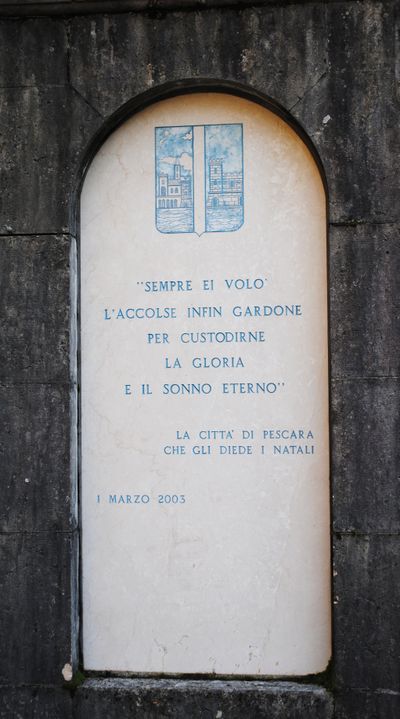 "SEMPRE EI VOLO'
L'ACCOLSE INFIN GARDONE
PER CUSTODIRNE
LA GLORIA
E IL SONNO ETERNO"
LA CITTA' DI PESCARA
CHE GLI DIEDE I NATALI
1 MARZO 2003